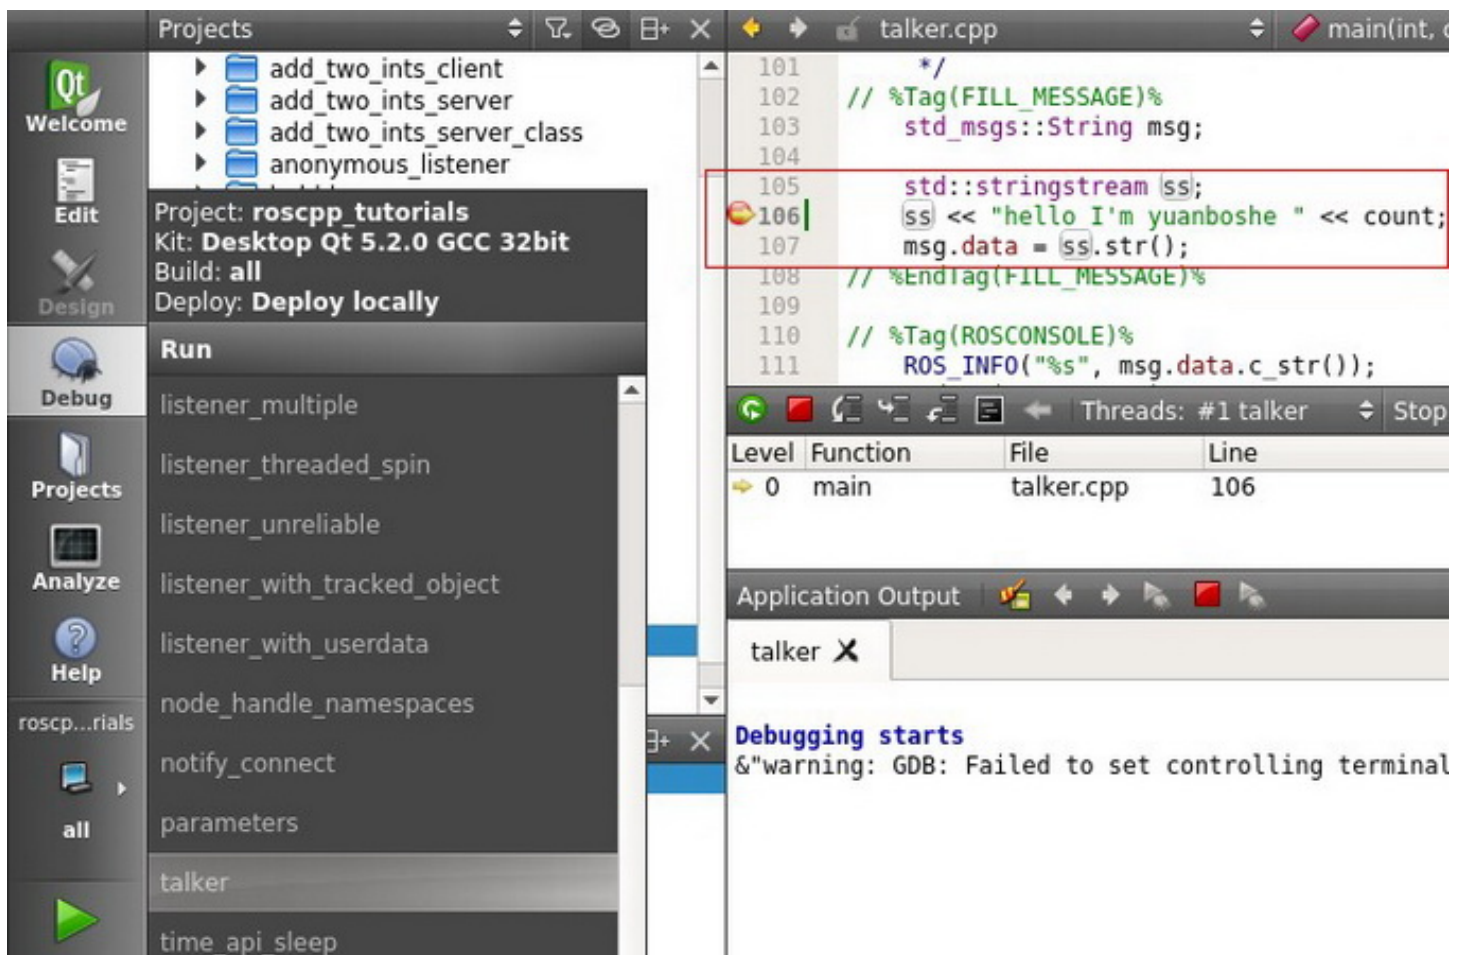 Projects
talker.cpp
main(int,
Welcome
Edit
Design
Debug
Projects
Analyze
Help
roscp...rials
all
add_two_ints_client
add_two_ints_server
add_two_ints_server_class
anonymous_listener
Project: roscpp_tutorials
Kit: Desktop Qt 5.2.0 GCC 32bit
Build: all
Deploy: Deploy locally
Run
listener_multiple
listener_threaded_spin
listener_unreliable
listener_with_tracked_object
listener_with_userdata
node_handle_namespaces
notify_connect
parameters
talker
time_api_sleep
101 */
102 // %Tag(FILL_MESSAGE)%
103 std_msgs::String msg;
104
105 std::stringstream ss;
106 ss << "hello I'm yuanboshe " << count;
107 msg.data = ss.str();
108 // %EndTag(FILL_MESSAGE)%
109
110 // %Tag(ROSCONSOLE)%
111 ROS_INFO("%s", msg.data.c_str());
Threads: #1 talker Stop
Level Function File Line
0 main talker.cpp 106
Application Output
talker
Debugging starts
&"warning: GDB: Failed to set controlling terminal